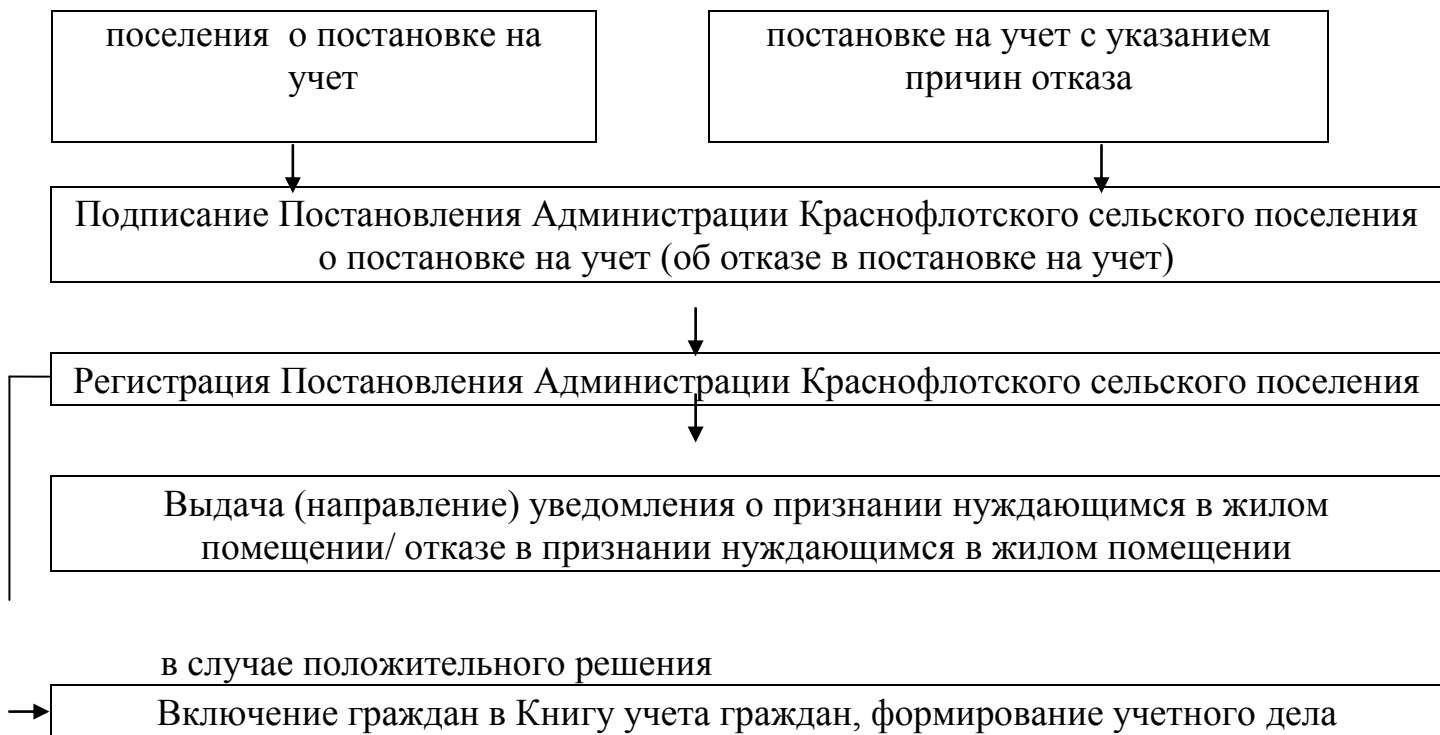 поселения о постановке на
учет
постановке на учет с указанием
причин отказа
Подписание Постановления Администрации Краснофлотского сельского поселения
о постановке на учет (об отказе в постановке на учет)
Регистрация Постановления Администрации Краснофлотского сельского поселения
Выдача (направление) уведомления о признании нуждающимся в жилом
помещении/ отказе в признании нуждающимся в жилом помещении
в случае положительного решения
Включение граждан в Книгу учета граждан, формирование учетного дела